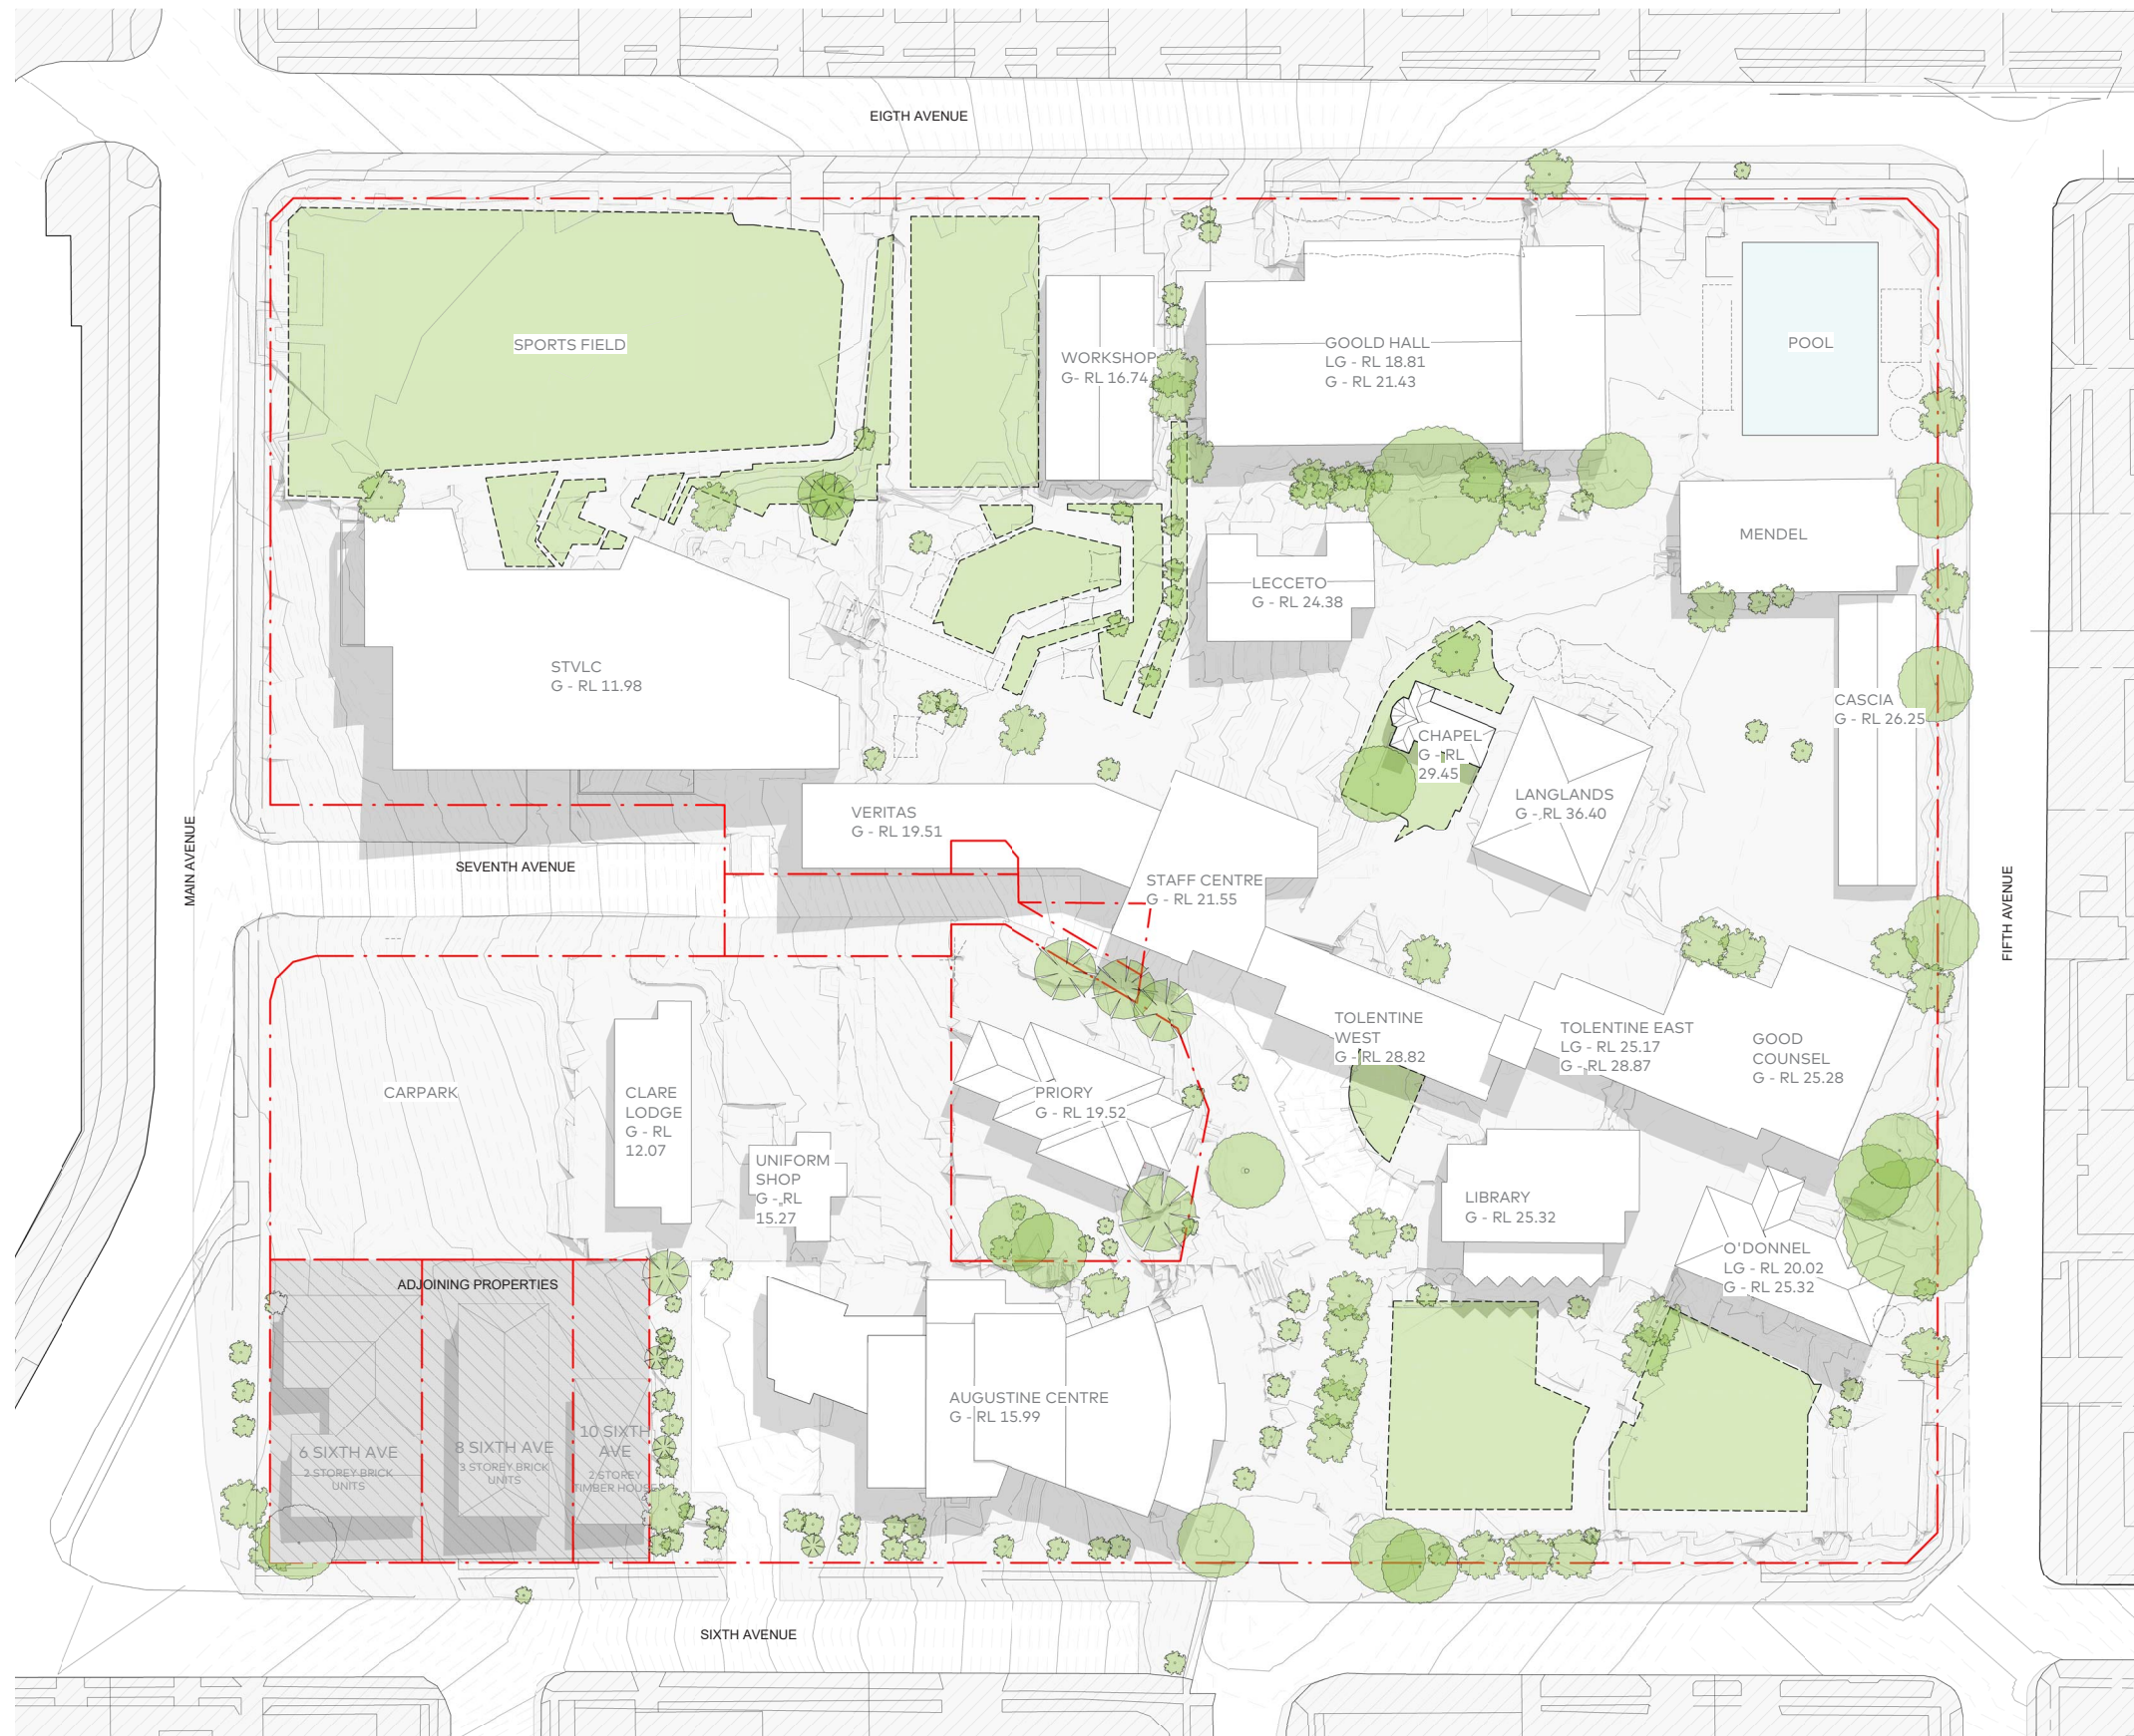 EIGTH AVENUE
SPORTS FIELD
WORKSHOP
G- RL 16.74
GOOLD HALL
LG - RL 18.81
G - RL 21.43
POOL
MENDEL
LECCETO
G - RL 24.38
STVLC
G - RL 11.98
CASCIA
G - RL 26.25
CHAPEL
G - RL
29.45
LANGLANDS
G - RL 36.40
VERITAS
G - RL 19.51
MAIN AVENUE
SEVENTH AVENUE
STAFF CENTRE
G - RL 21.55
FIFTH AVENUE
TOLENTINE
WEST
G - RL 28.82
TOLENTINE EAST
LG - RL 25.17
G - RL 28.87
GOOD
COUNSEL
G - RL 25.28
CARPARK
CLARE
LODGE
G - RL
12.07
PRIORY
G - RL 19.52
UNIFORM
SHOP
G - RL
15.27
LIBRARY
G - RL 25.32
O'DONNEL
LG - RL 20.02
G - RL 25.32
ADJOINING PROPERTIES
AUGUSTINE CENTRE
G - RL 15.99
6 SIXTH AVE
2 STOREY BRICK
UNITS
8 SIXTH AVE
3 STOREY BRICK
UNITS
10 SIXTH
AVE
2 STOREY
TIMBER HOUSE
SIXTH AVENUE